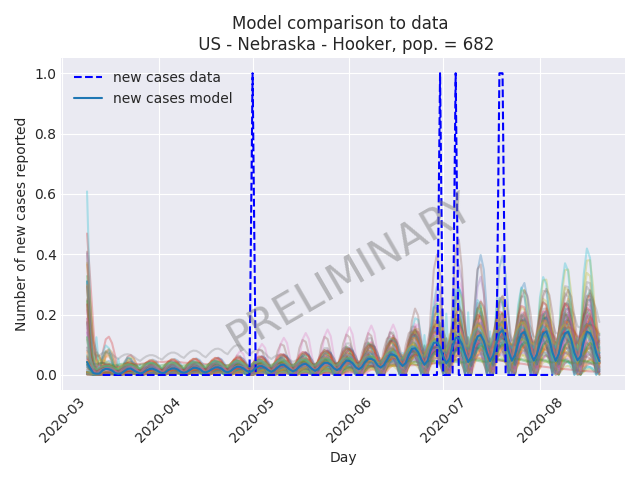 Model comparison to data
US - Nebraska - Hooker, pop. = 682
new cases data
new cases model
Number of new cases reported
1.0
0.8
0.6
0.4
0.2
0.0
PRELIMINARY
2020-03
2020-04
2020-05
2020-06
2020-07
2020-08
Day